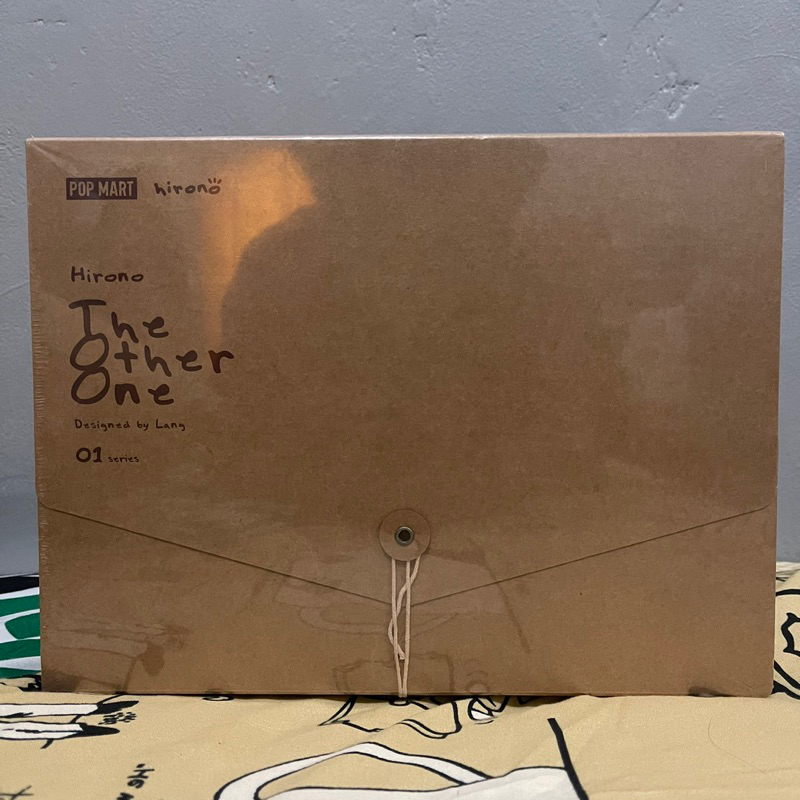 POP MART hirono
Hirono
The
Other
One
Designed by Lang
01 series